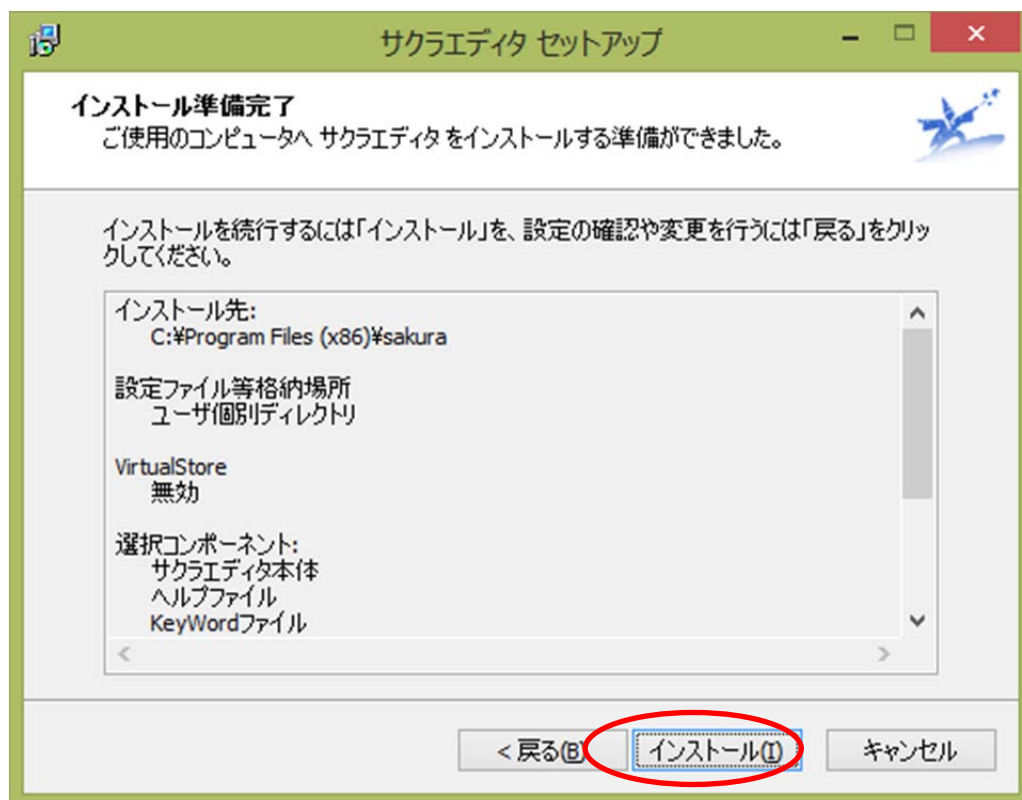 サクラエディタ セットアップ
インストール準備完了
ご使用のコンピュータへ サクラエディタ をインストールする準備ができました。
インストールを続行するには「インストール」を、設定の確認や変更を行うには「戻る」をクリッ
クしてください。
インストール先:
C:¥Program Files (x86)¥sakura
設定ファイル等格納場所
ユーザ個別ディレクトリ
VirtualStore
無効
選択コンポーネント:
サクラエディタ本体
ヘルプファイル
KeyWordファイル
< 戻る(B) インストール(I) キャンセル